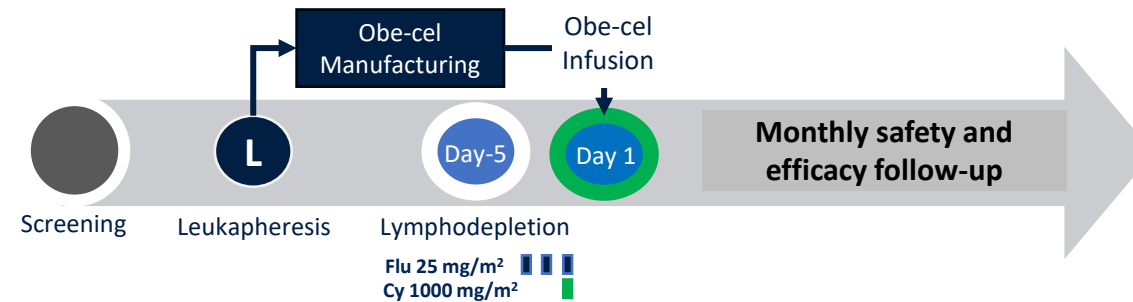 Obe-cel
Manufacturing
Obe-cel
Infusion
L
Day-5
Day 1
Monthly safety and
efficacy follow-up
Screening
Leukapheresis
Lymphodepletion
Flu 25 mg/m²
Cy 1000 mg/m²